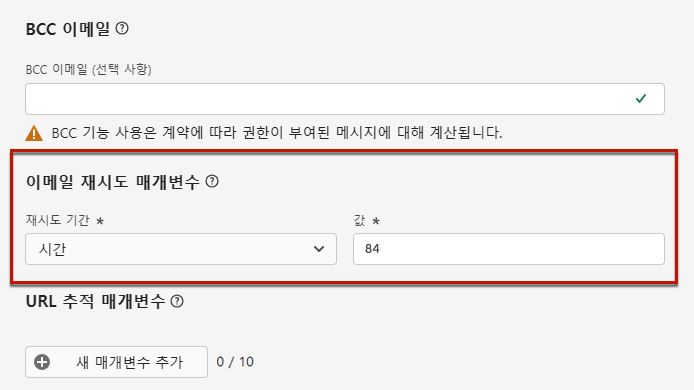 BCC 이메일
BCC 이메일 (선택 사항)
BCC 기능 사용은 계약에 따라 권한이 부여된 메시지에 대해 계산됩니다.
이메일 재시도 매개변수
재시도 기간 *
값 *
시간
84
URL 추적 매개변수
새 매개변수 추가 0 / 10